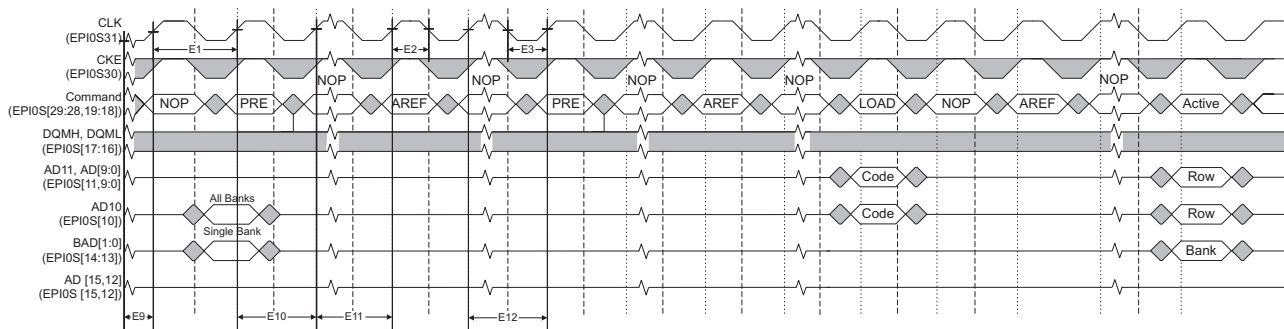 CLK
(EPI0S31)
E1
E2
E3
CKE
(EPI0S30)
NOP
NOP
NOP
NOP
NOP
Command
(EPI0S[29:28,19:18])
NOP
PRE
AREF
PRE
AREF
LOAD
NOP
AREF
Active
DQMH, DQML
(EPI0S[17:16])
AD11, AD[9:0]
(EPI0S[11,9:0])
Code
Row
All Banks
AD10
(EPI0S[10])
Code
Row
Single Bank
BAD[1:0]
(EPI0S[14:13])
Bank
AD [15,12]
(EPI0S [15,12])
E9
E10
E11
E12